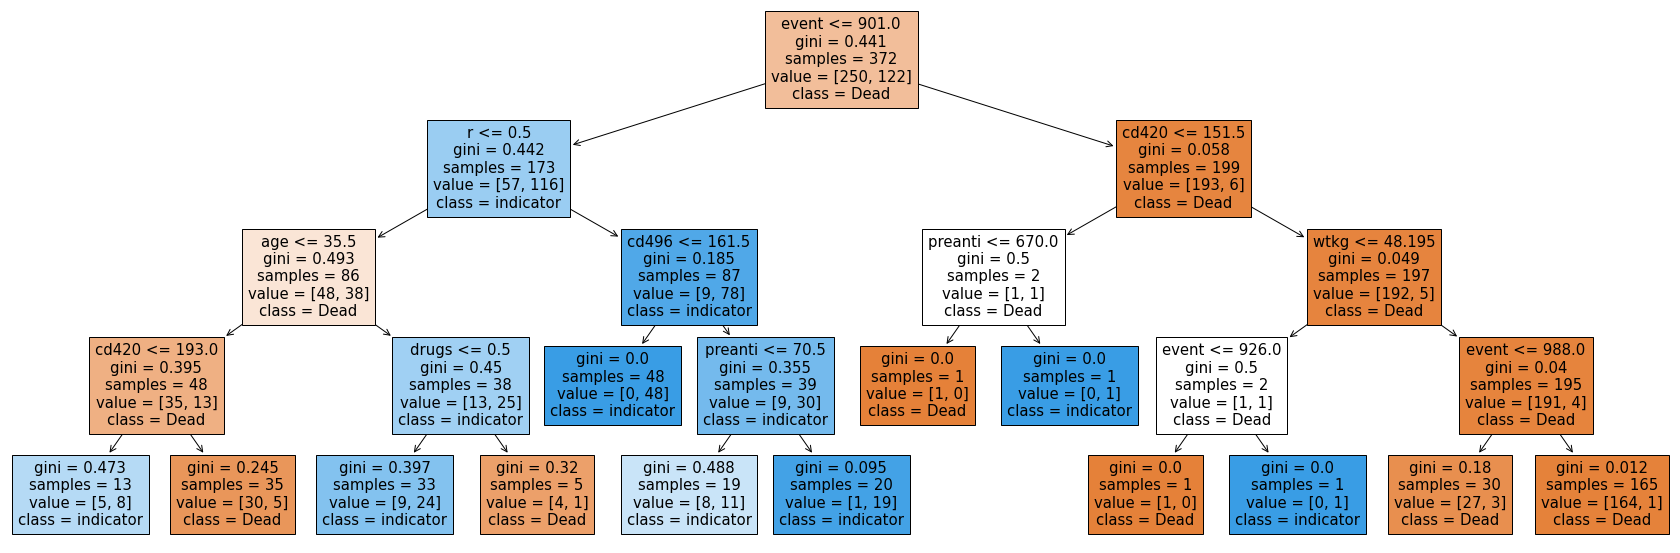 event <= 901.0
gini = 0.441
samples = 372
value = [250, 122]
class = Dead
r <= 0.5
gini = 0.442
samples = 173
value = [57, 116]
class = indicator
cd420 <= 151.5
gini = 0.058
samples = 199
value = [193, 6]
class = Dead
age <= 35.5
gini = 0.493
samples = 86
value = [48, 38]
class = Dead
cd496 <= 161.5
gini = 0.185
samples = 87
value = [9, 78]
class = indicator
preanti <= 670.0
gini = 0.5
samples = 2
value = [1, 1]
class = Dead
wtkg <= 48.195
gini = 0.049
samples = 197
value = [192, 5]
class = Dead
cd420 <= 193.0
gini = 0.395
samples = 48
value = [35, 13]
class = Dead
drugs <= 0.5
gini = 0.45
samples = 38
value = [13, 25]
class = indicator
gini = 0.0
samples = 48
value = [0, 48]
class = indicator
preanti <= 70.5
gini = 0.355
samples = 39
value = [9, 30]
class = indicator
gini = 0.0
samples = 1
value = [1, 0]
class = Dead
gini = 0.0
samples = 1
value = [0, 1]
class = indicator
event <= 926.0
gini = 0.5
samples = 2
value = [1, 1]
class = Dead
event <= 988.0
gini = 0.04
samples = 195
value = [191, 4]
class = Dead
gini = 0.473
samples = 13
value = [5, 8]
class = indicator
gini = 0.245
samples = 35
value = [30, 5]
class = Dead
gini = 0.397
samples = 33
value = [9, 24]
class = indicator
gini = 0.32
samples = 5
value = [4, 1]
class = Dead
gini = 0.488
samples = 19
value = [8, 11]
class = indicator
gini = 0.095
samples = 20
value = [1, 19]
class = indicator
gini = 0.0
samples = 1
value = [1, 0]
class = Dead
gini = 0.0
samples = 1
value = [0, 1]
class = indicator
gini = 0.18
samples = 30
value = [27, 3]
class = Dead
gini = 0.012
samples = 165
value = [164, 1]
class = Dead